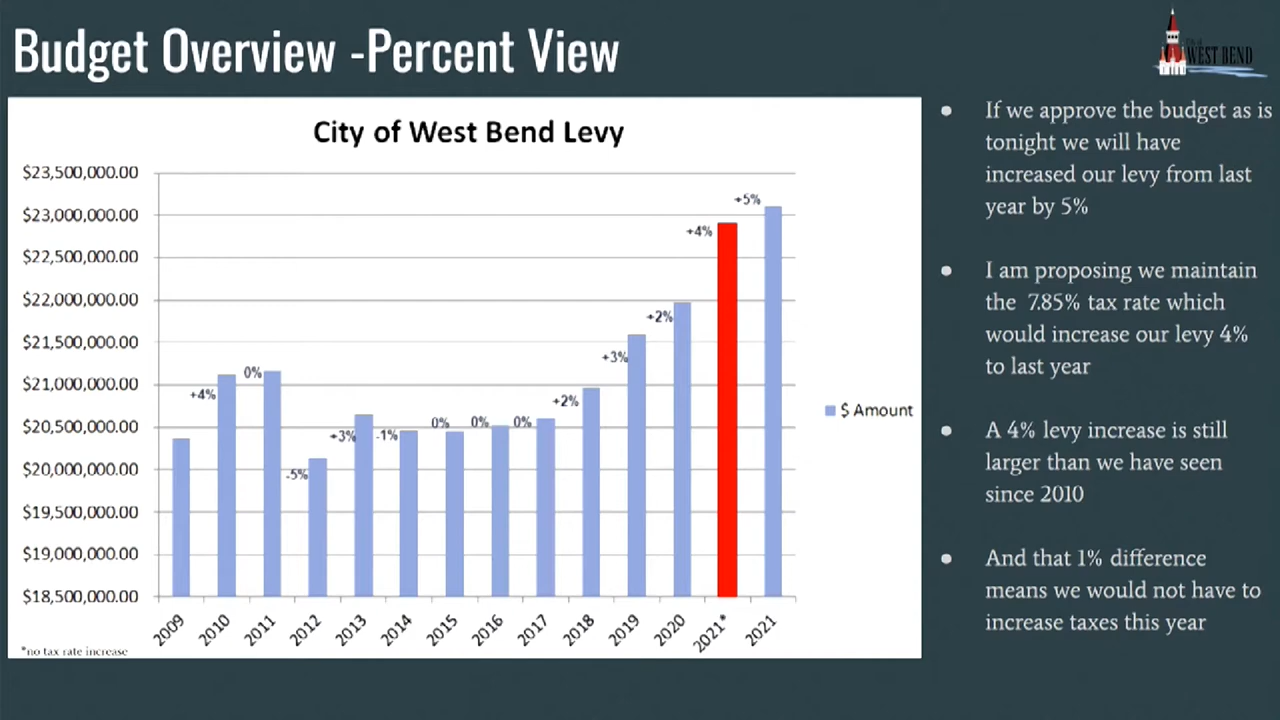 Budget Overview -Percent View
WEST BEND
City of West Bend Levy
$23,500,000.00
$23,000,000.00
$22,500,000.00
$22,000,000.00
$21,500,000.00
$21,000,000.00
$20,500,000.00
$20,000,000.00
$19,500,000.00
$19,000,000.00
$18,500,000.00
+4%
0%
-5%
+3%
-1%
0%
0%
0%
+2%
+3%
+2%
+4%
+5%
2009
2010
2011
2012
2013
2014
2015
2016
2017
2018
2019
2020
2021*
2021
$ Amount
*no tax rate increase
• If we approve the budget as is
tonight we will have
increased our levy from last
year by 5%
• I am proposing we maintain
the 7.85% tax rate which
would increase our levy 4%
to last year
• A 4% levy increase is still
larger than we have seen
since 2010
• And that 1% difference
means we would not have to
increase taxes this year